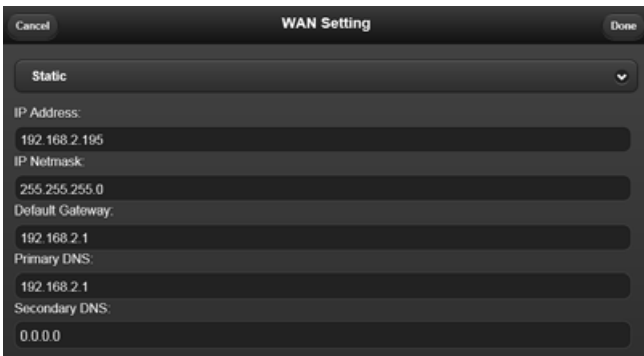 Cancel WAN Setting Done
Static
IP Address:
192.168.2.195
IP Netmask:
255.255.255.0
Default Gateway:
192.168.2.1
Primary DNS:
192.168.2.1
Secondary DNS:
0.0.0.0